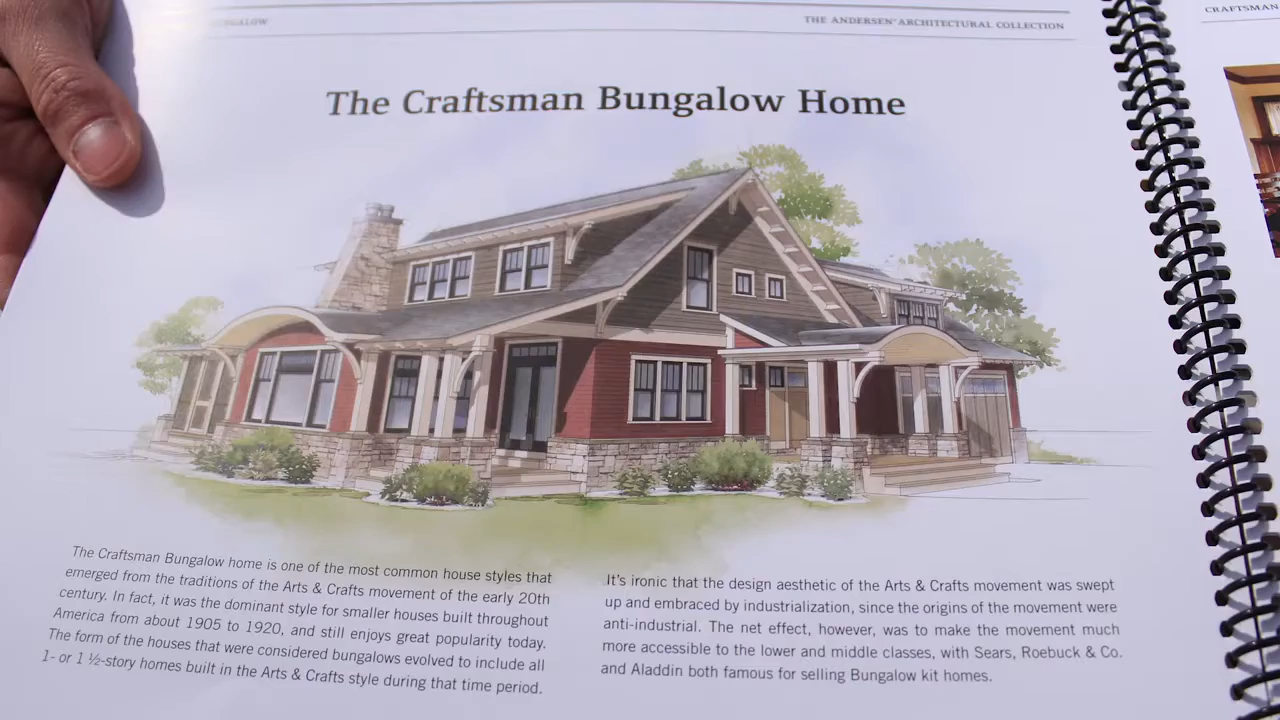 BUNGALOW
THE ANDERSEN® ARCHITECTURAL COLLECTION
CRAFTSMAN
The Craftsman Bungalow Home
The Craftsman Bungalow home is one of the most common house styles that
emerged from the traditions of the Arts & Crafts movement of the early 20th
century. In fact, it was the dominant style for smaller houses built throughout
America from about 1905 to 1920, and still enjoys great popularity today.
The form of the houses that were considered bungalows evolved to include all
1- or 1 ½-story homes built in the Arts & Crafts style during that time period.
It's ironic that the design aesthetic of the Arts & Crafts movement was swept
up and embraced by industrialization, since the origins of the movement were
anti-industrial. The net effect, however, was to make the movement much
more accessible to the lower and middle classes, with Sears, Roebuck & Co.
and Aladdin both famous for selling Bungalow kit homes.